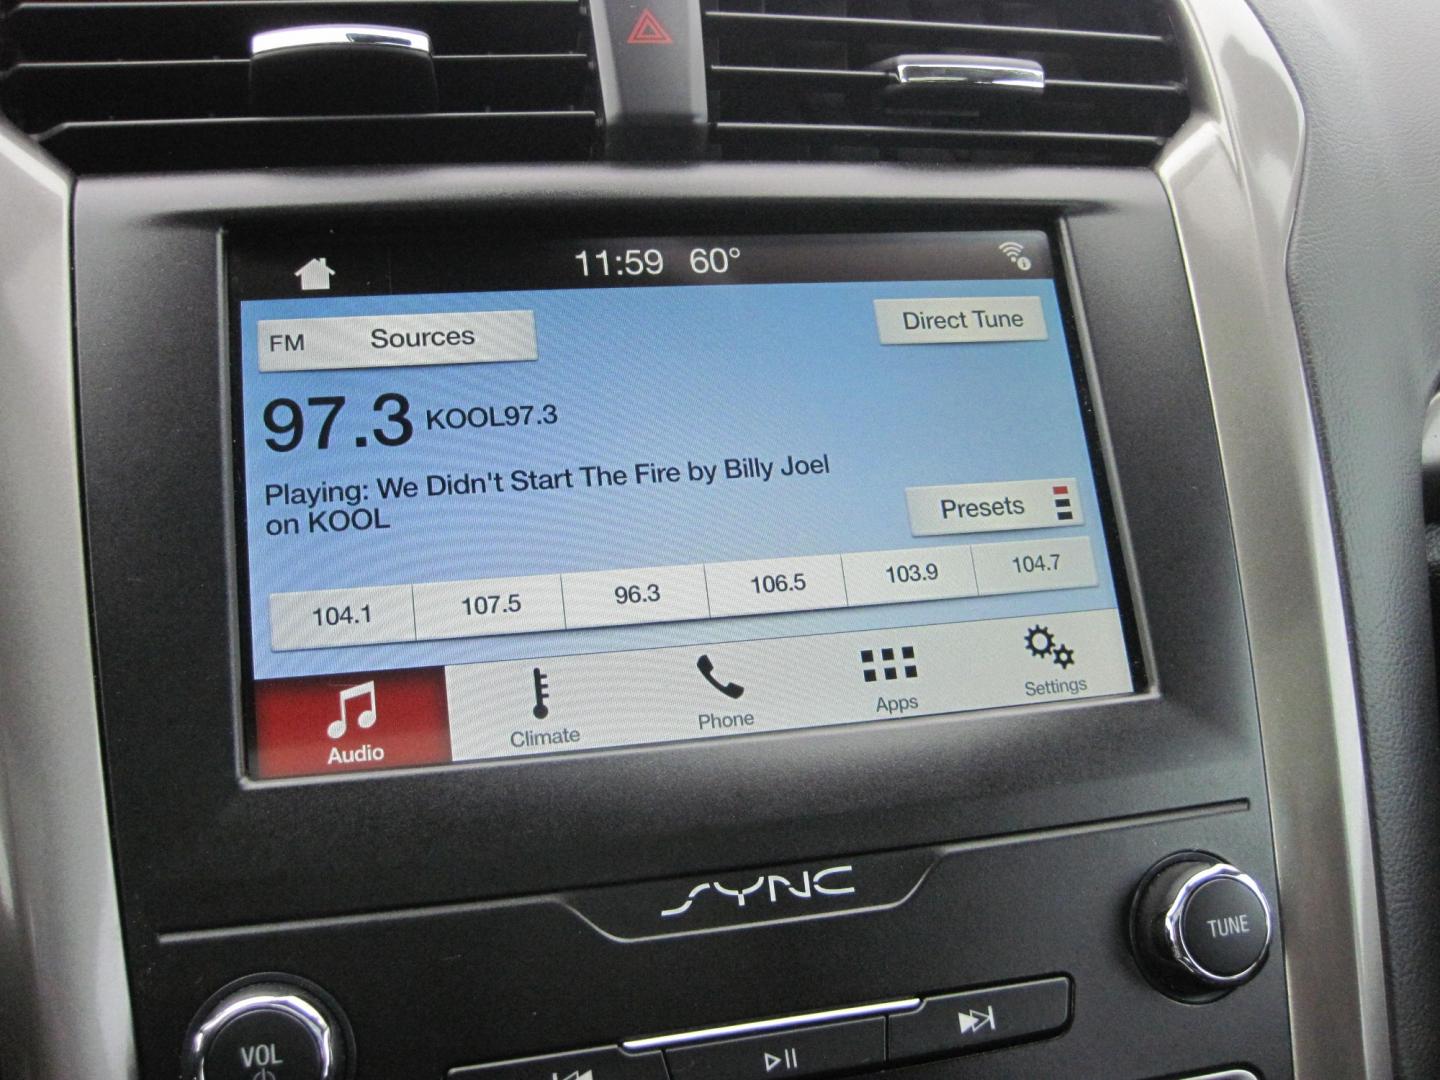 11:59 60°
FM Sources
Direct Tune
97.3 KOOL97.3
Playing: We Didn't Start The Fire by Billy Joel
on KOOL
Presets
104.1 107.5 96.3 106.5 103.9 104.7
Audio Climate Phone Apps Settings
SYNC
TUNE
VOL